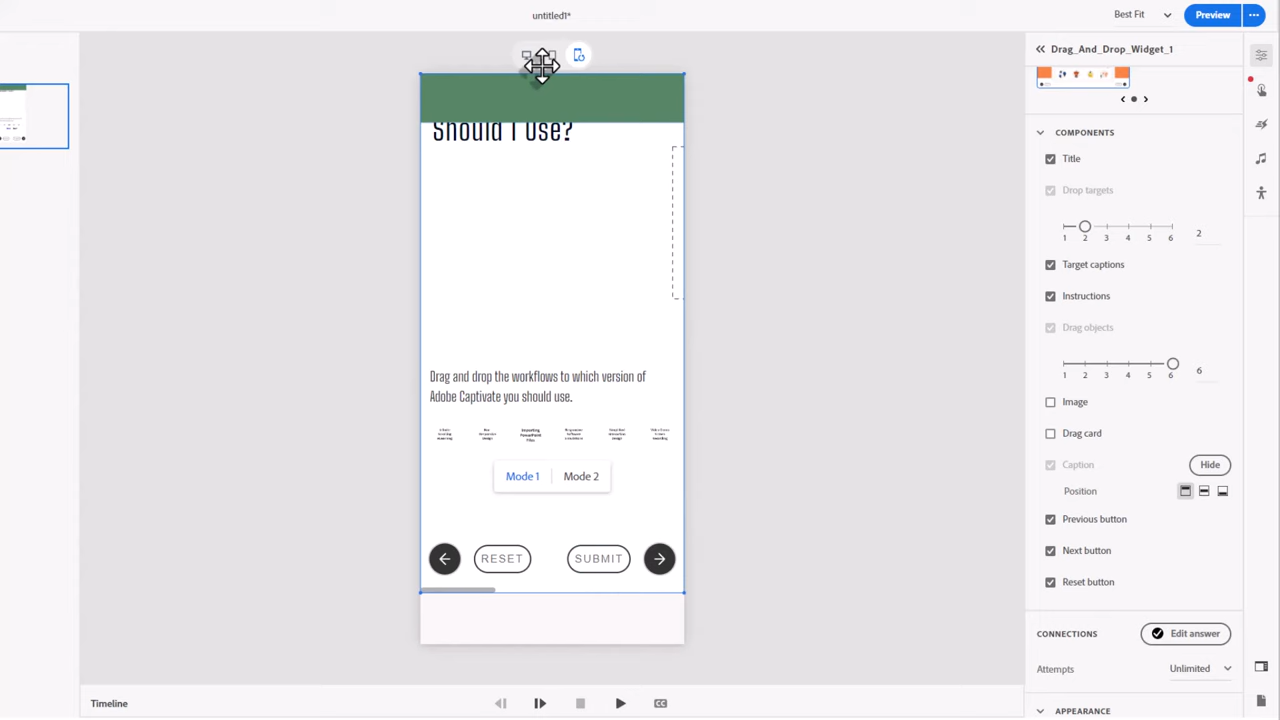 untitled1*
Best Fit
Preview
Drag_And_Drop_Widget_1
COMPONENTS
Title
Drop targets
1 2 3 4 5 6
2
Target captions
Instructions
Drag objects
1 2 3 4 5 6
6
Image
Drag card
Caption
Hide
Position
Previous button
Next button
Reset button
CONNECTIONS
Edit answer
Attempts
Unlimited
APPEARANCE
Should I use?
Drag and drop the workflows to which version of
Adobe Captivate you should use.
Mode 1
Mode 2
RESET
SUBMIT
Timeline